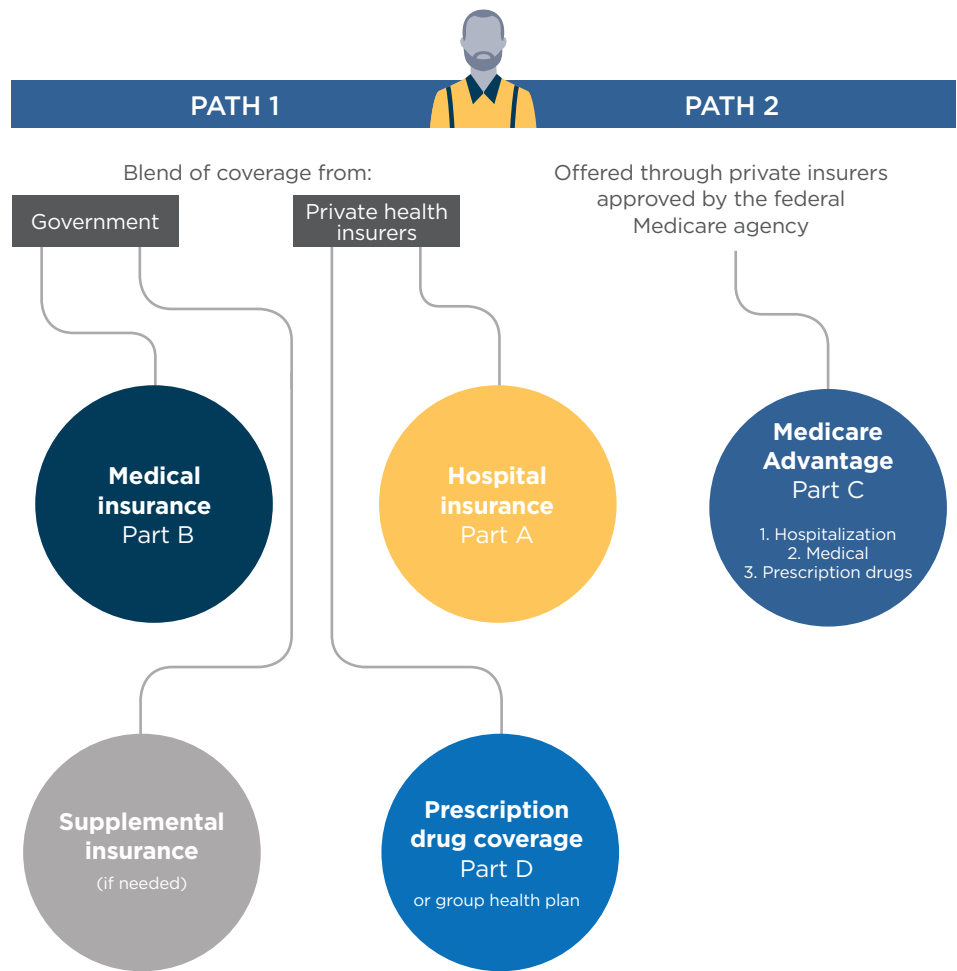 PATH 1
PATH 2
Blend of coverage from:
Government
Private health
insurers
Offered through private insurers
approved by the federal
Medicare agency
Medical
insurance
Part B
Hospital
insurance
Part A
Medicare
Advantage
Part C
1. Hospitalization
2. Medical
3. Prescription drugs
Supplemental
insurance
(if needed)
Prescription
drug coverage
Part D
or group health plan